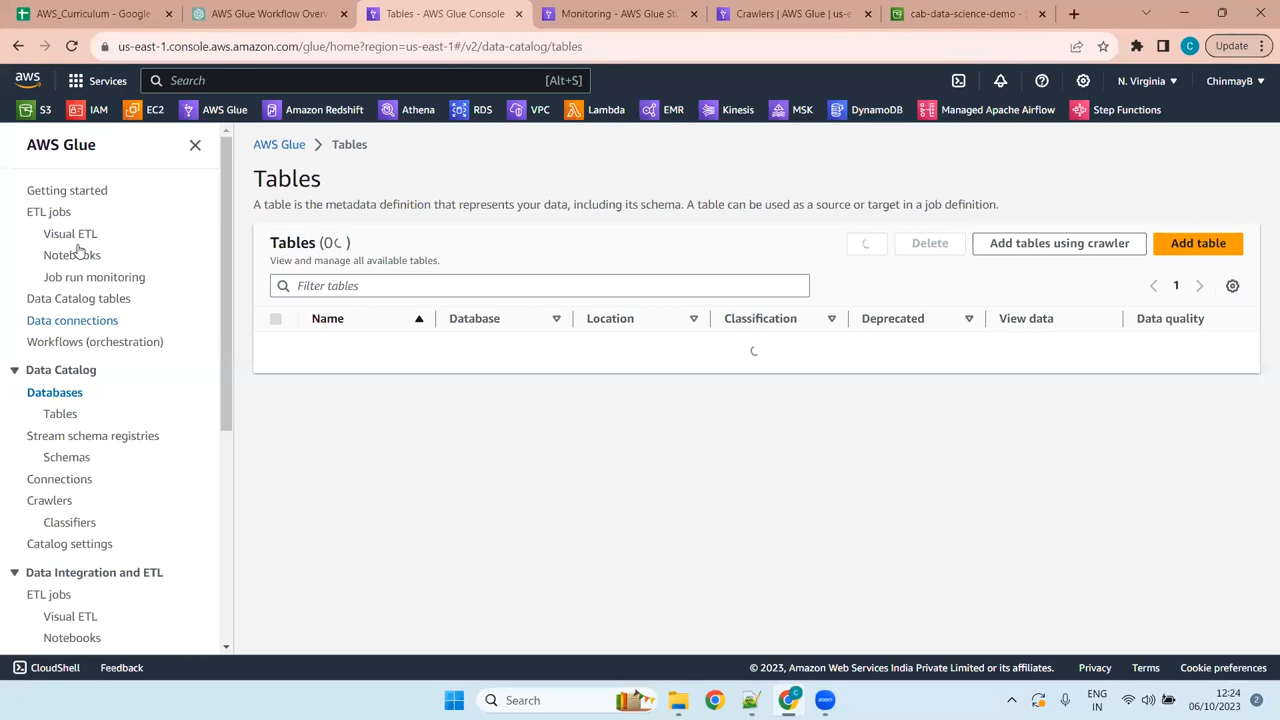 AWS_Curriculum - Google
AWS Glue Workflow Overv
Tables - AWS Glue Console
Monitoring - AWS Glue St
Crawlers | AWS Glue | us-e
cab-data-science-demo -
us-east-1.console.aws.amazon.com/glue/home?region=us-east-1#/v2/data-catalog/tables
C
Update
aws
Services
Search
[Alt+S]
N. Virginia
ChinmayB
S3
IAM
EC2
AWS Glue
Amazon Redshift
Athena
RDS
VPC
Lambda
EMR
Kinesis
MSK
DynamoDB
Managed Apache Airflow
Step Functions
AWS Glue
Getting started
ETL jobs
Visual ETL
Notebooks
Job run monitoring
Data Catalog tables
Data connections
Workflows (orchestration)
Data Catalog
Databases
Tables
Stream schema registries
Schemas
Connections
Crawlers
Classifiers
Catalog settings
Data Integration and ETL
ETL jobs
Visual ETL
Notebooks
AWS Glue
Tables
Tables
A table is the metadata definition that represents your data, including its schema. A table can be used as a source or target in a job definition.
Tables (0 )
View and manage all available tables.
Delete
Add tables using crawler
Add table
Filter tables
1
Name
Database
Location
Classification
Deprecated
View data
Data quality
CloudShell
Feedback
© 2023, Amazon Web Services India Private Limited or its affiliates.
Privacy
Terms
Cookie preferences
Search
C
ENG
IN
12:24
06/10/2023
2